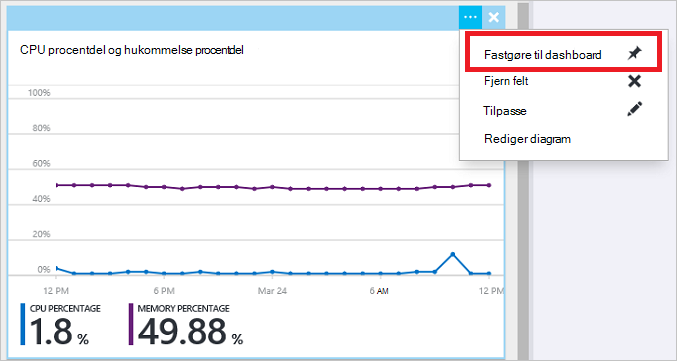 CPU procentdel og hukommelse procentdel
100%
80%
60%
40%
20%
0%
12 PM 6 PM Mar 24 6 AM 12 PM
CPU PERCENTAGE MEMORY PERCENTAGE
1.8 % 49.88 %
Fastgøre til dashboard
Fjern felt
Tilpasse
Rediger diagram